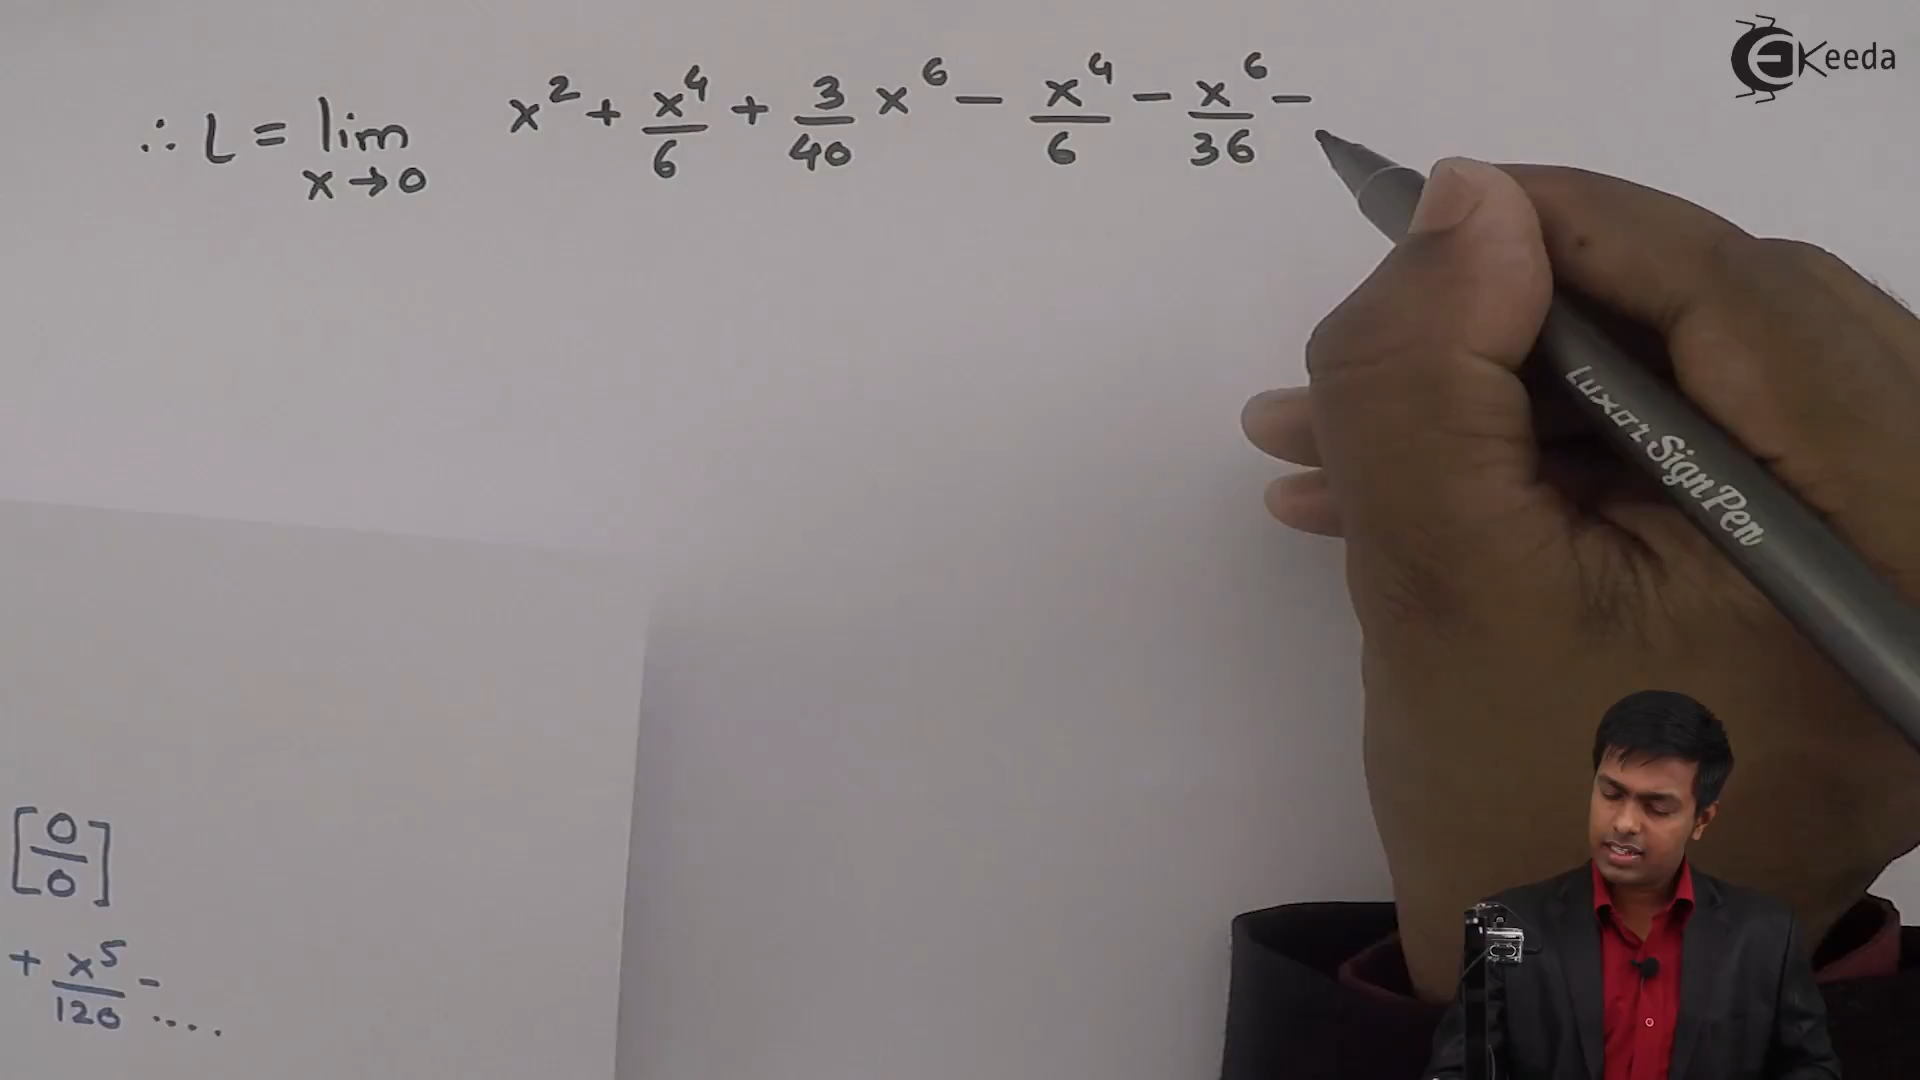 ∴ L = lim x→0 x² + x⁴/6 + 3/40 x⁶ − x⁴/6 − x⁶/36 −
[0/0]
+ x⁵/120 − ....
EKeeda
Luxor Sign Pen